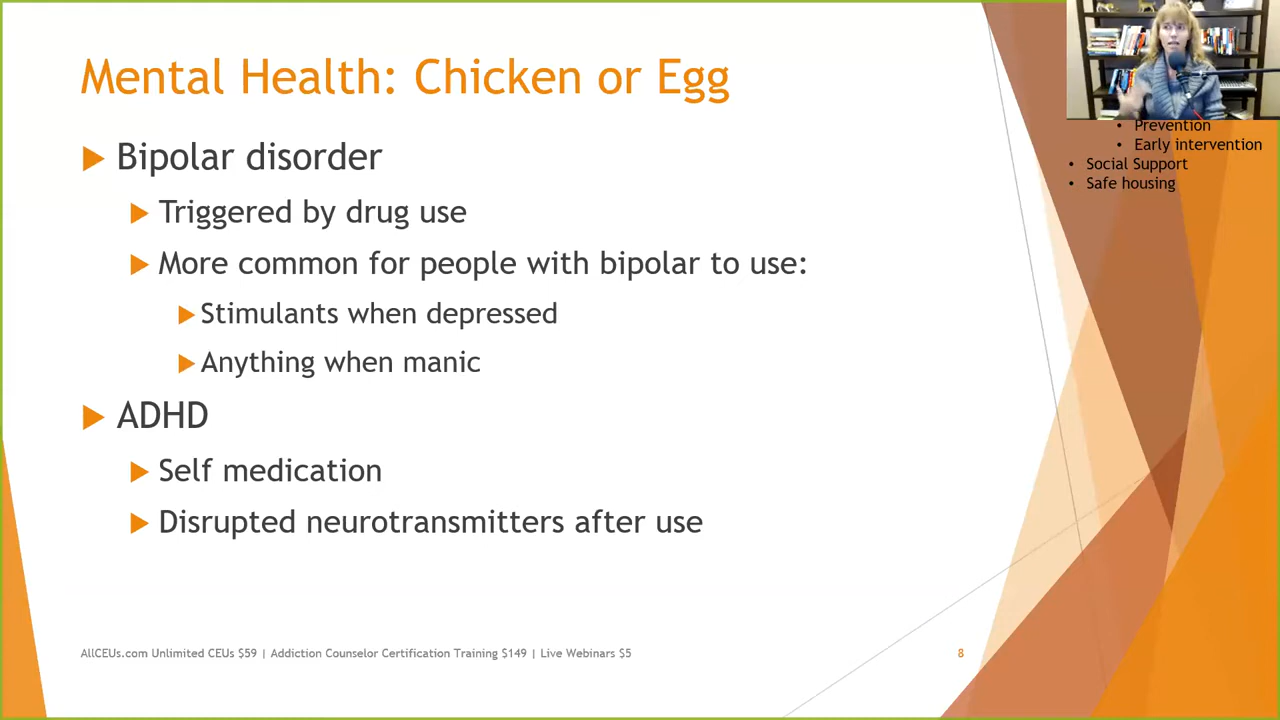 Mental Health: Chicken or Egg
Bipolar disorder
Triggered by drug use
More common for people with bipolar to use:
Stimulants when depressed
Anything when manic
ADHD
Self medication
Disrupted neurotransmitters after use
• Prevention
• Early intervention
• Social Support
• Safe housing
AllCEUs.com Unlimited CEUs $59 | Addiction Counselor Certification Training $149 | Live Webinars $5
8